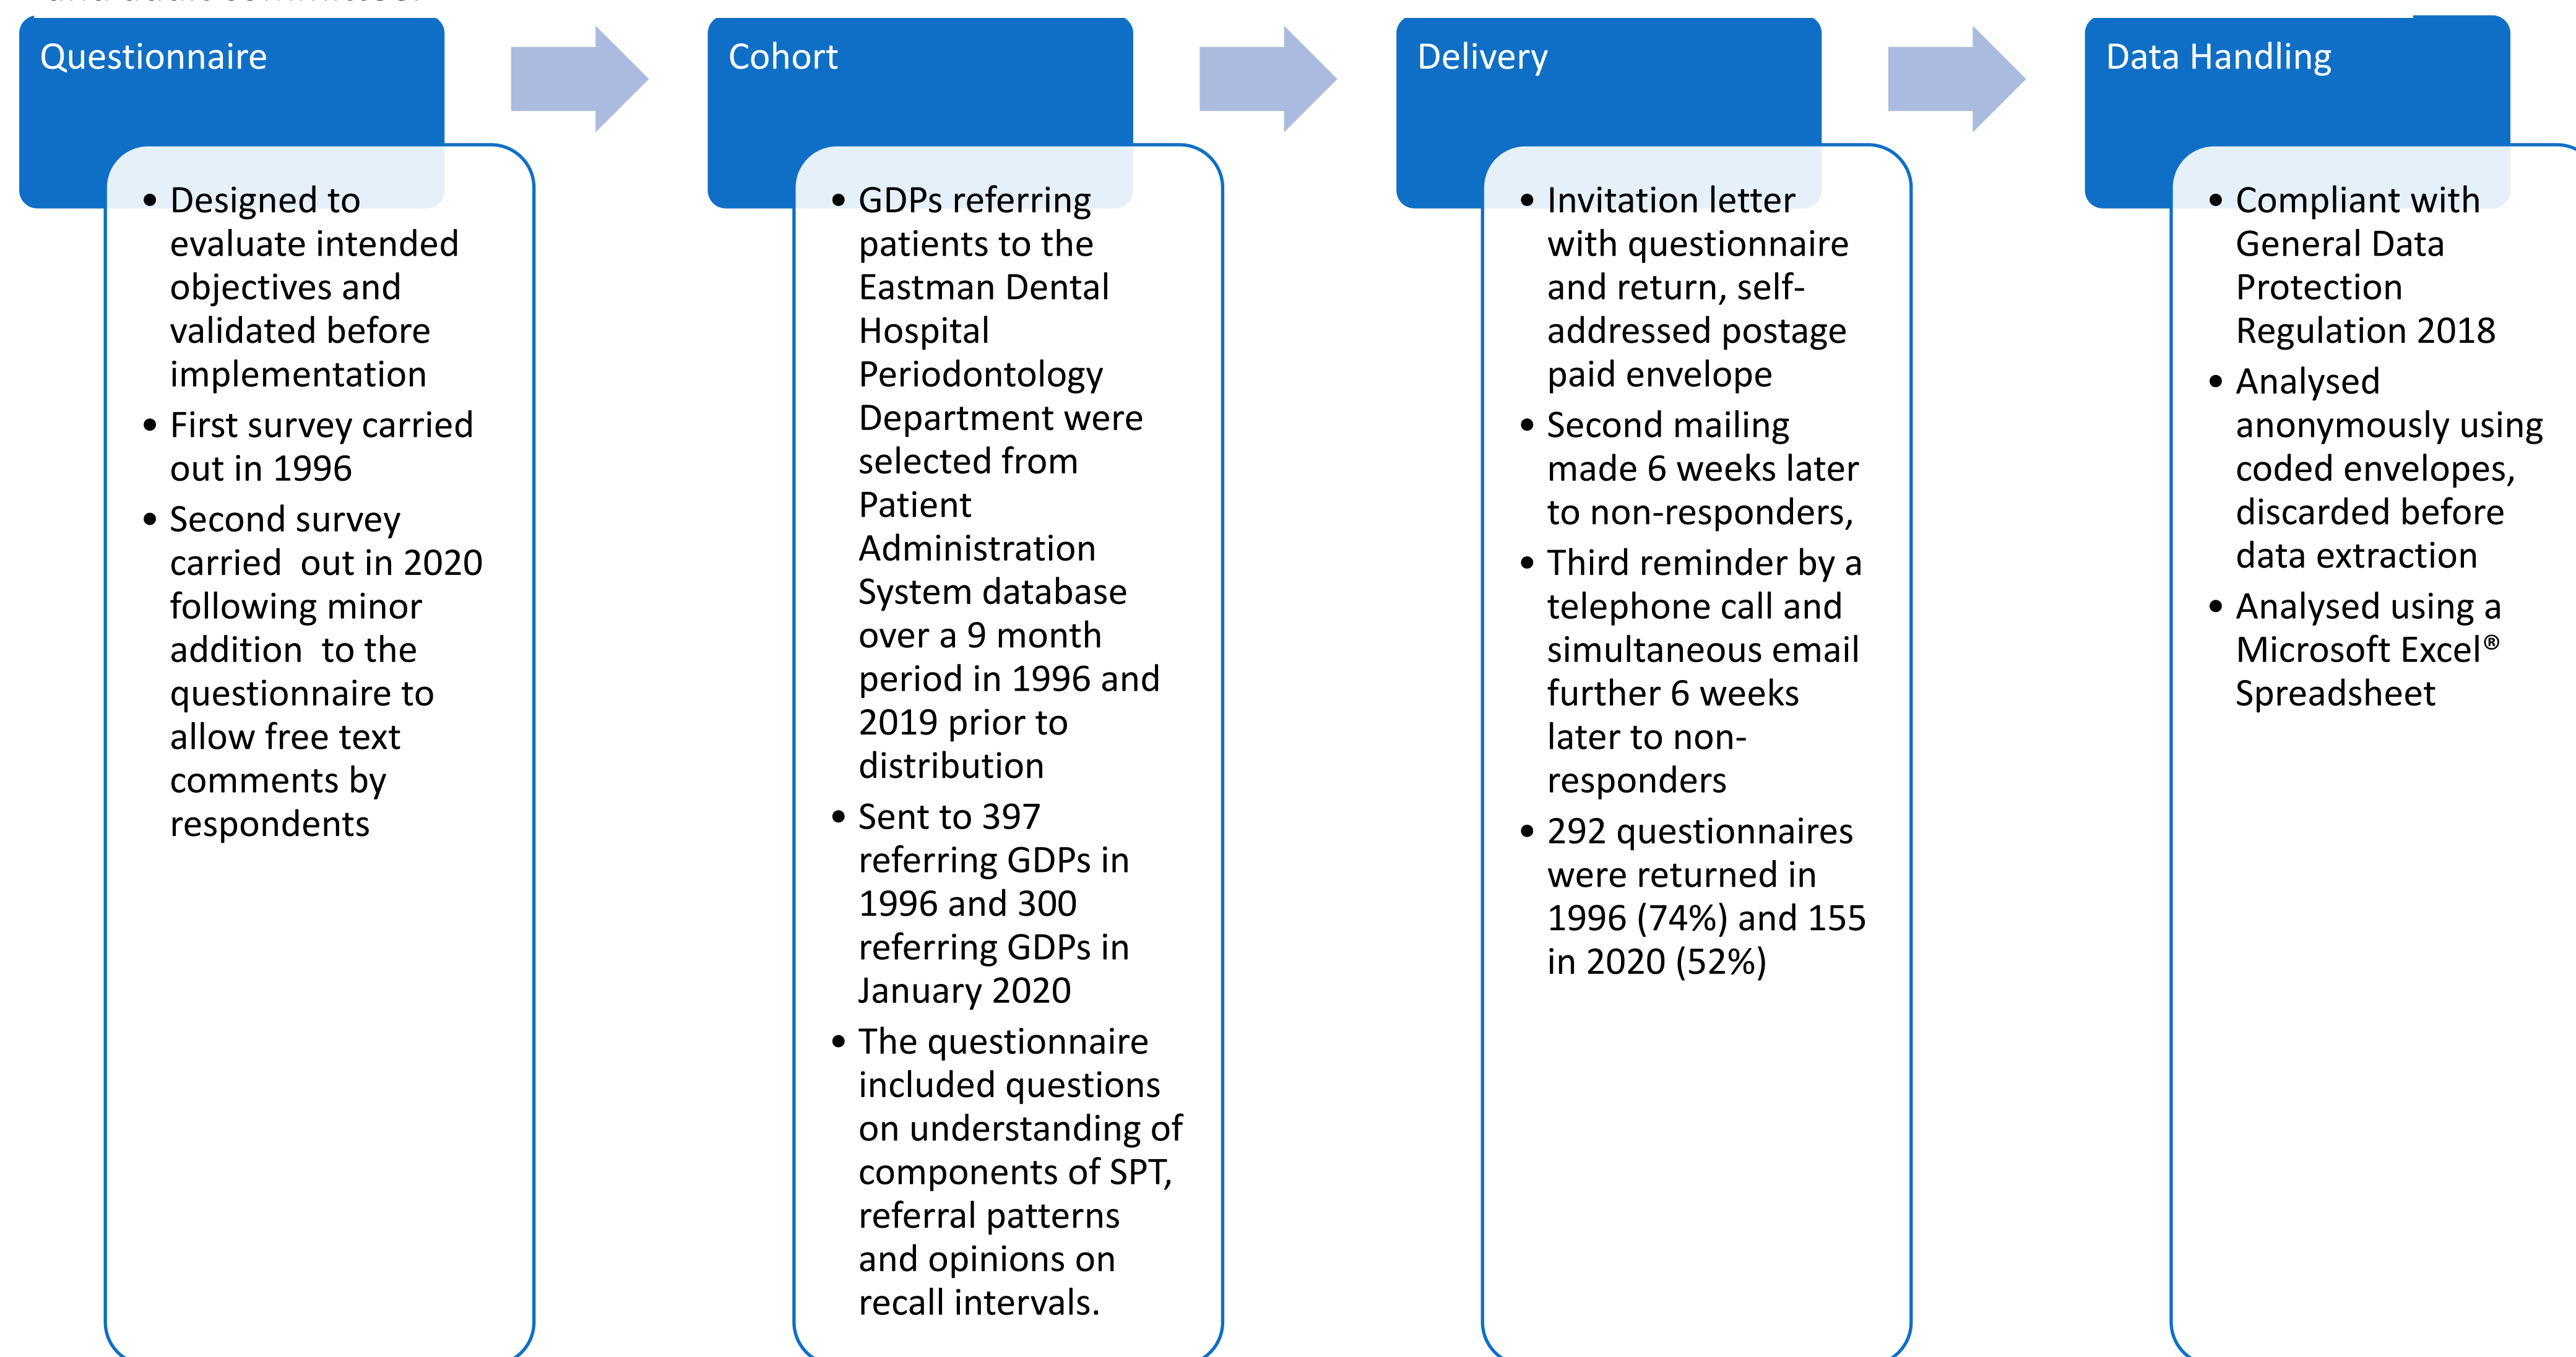 Questionnaire
• Designed to
evaluate intended
objectives and
validated before
implementation
• First survey carried
out in 1996
• Second survey
carried  out in 2020
following minor
addition  to the
questionnaire to
allow free text
comments by
respondents
Cohort
• GDPs referring
patients to the
Eastman Dental
Hospital
Periodontology
Department were
selected from
Patient
Administration
System database
over a 9 month
period in 1996 and
2019 prior to
distribution
• Sent to 397
referring GDPs in
1996 and 300
referring GDPs in
January 2020
• The questionnaire
included questions
on understanding of
components of SPT,
referral patterns
and opinions on
recall intervals.
Delivery
• Invitation letter
with questionnaire
and return, self-
addressed postage
paid envelope
• Second mailing
made 6 weeks later
to non-responders,
• Third reminder by a
telephone call and
simultaneous email
further 6 weeks
later to non-
responders
• 292 questionnaires
were returned in
1996 (74%) and 155
in 2020 (52%)
Data Handling
• Compliant with
General Data
Protection
Regulation 2018
• Analysed
anonymously using
coded envelopes,
discarded before
data extraction
• Analysed using a
Microsoft Excel®
Spreadsheet